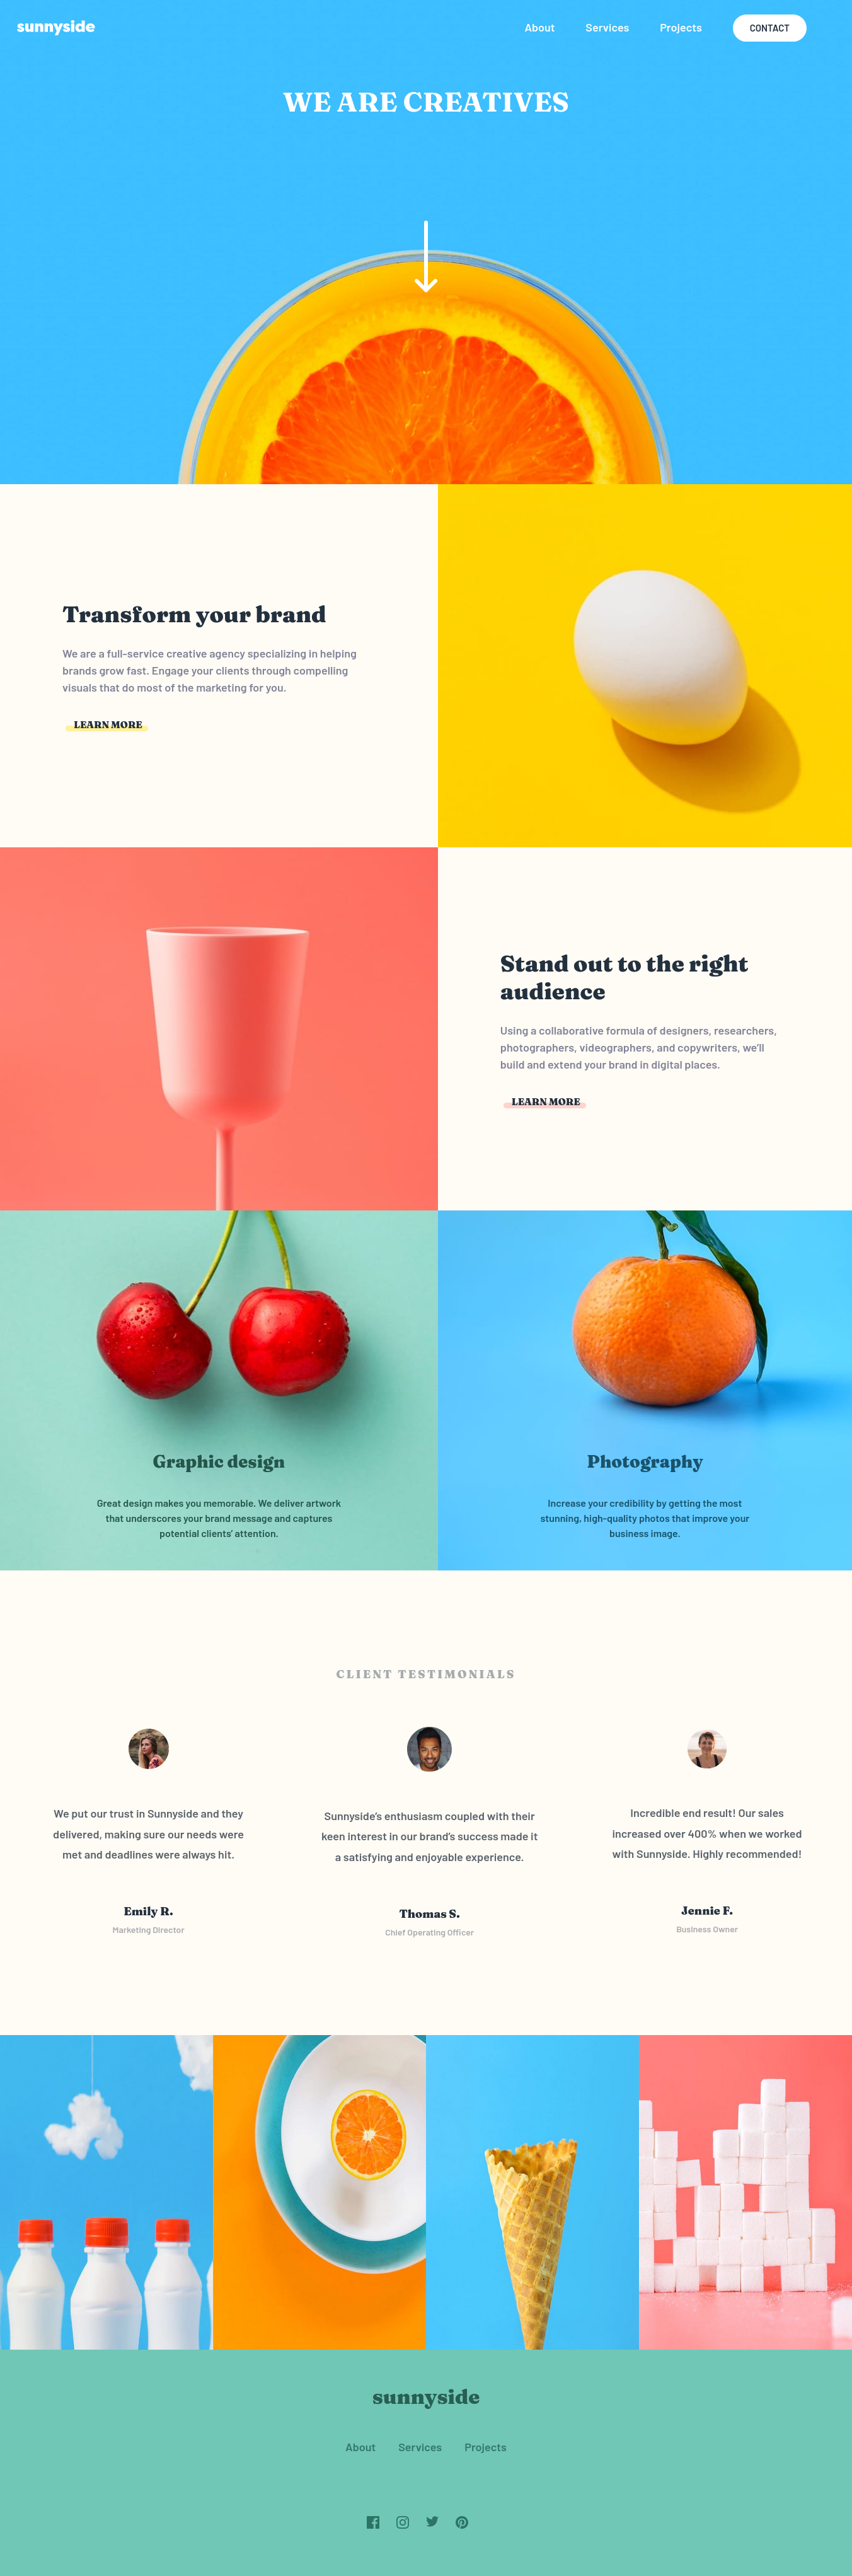 sunnyside
About Services Projects CONTACT
WE ARE CREATIVES
Transform your brand
We are a full-service creative agency specializing in helping
brands grow fast. Engage your clients through compelling
visuals that do most of the marketing for you.
LEARN MORE
Stand out to the right
audience
Using a collaborative formula of designers, researchers,
photographers, videographers, and copywriters, we'll
build and extend your brand in digital places.
LEARN MORE
Graphic design
Great design makes you memorable. We deliver artwork
that underscores your brand message and captures
potential clients' attention.
Photography
Increase your credibility by getting the most
stunning, high-quality photos that improve your
business image.
CLIENT TESTIMONIALS
We put our trust in Sunnyside and they
delivered, making sure our needs were
met and deadlines were always hit.
Emily R.
Marketing Director
Sunnyside's enthusiasm coupled with their
keen interest in our brand's success made it
a satisfying and enjoyable experience.
Thomas S.
Chief Operating Officer
Incredible end result! Our sales
increased over 400% when we worked
with Sunnyside. Highly recommended!
Jennie F.
Business Owner
sunnyside
About Services Projects